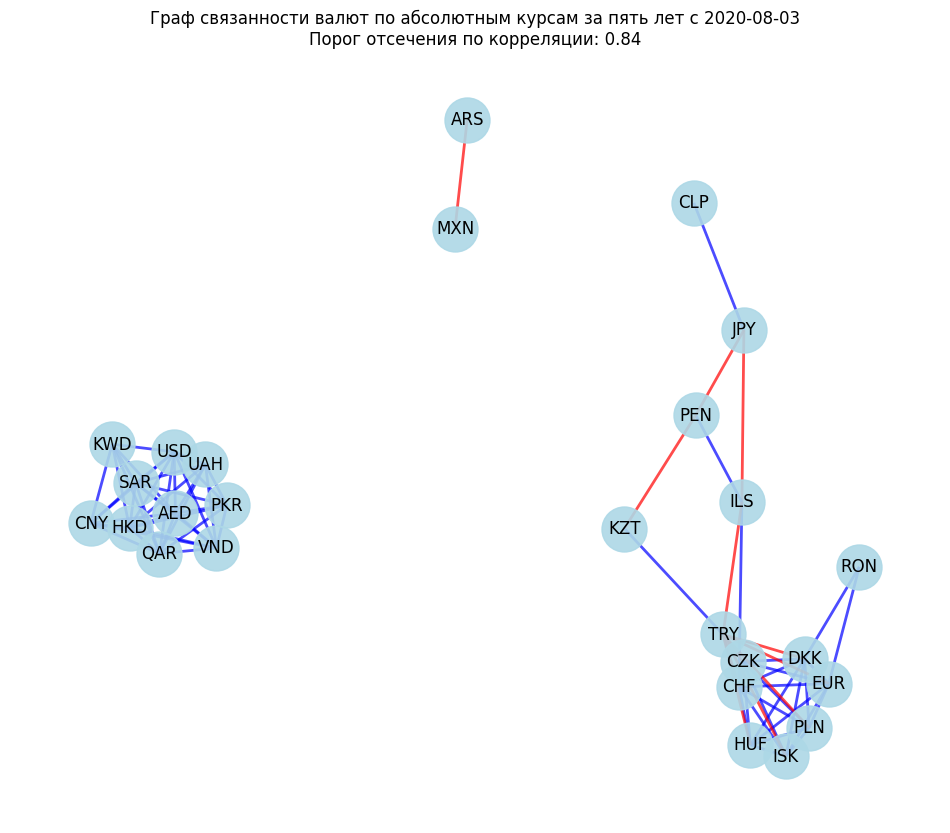 Граф связанности валют по абсолютным курсам за пять лет с 2020-08-03
Порог отсечения по корреляции: 0.84
ARS
CLP
MXN
JPY
PEN
KWD
USD
UAH
SAR
PKR
ILS
AED
CNY
HKD
KZT
VND
QAR
RON
TRY
DKK
CZK
EUR
CHF
PLN
HUF
ISK